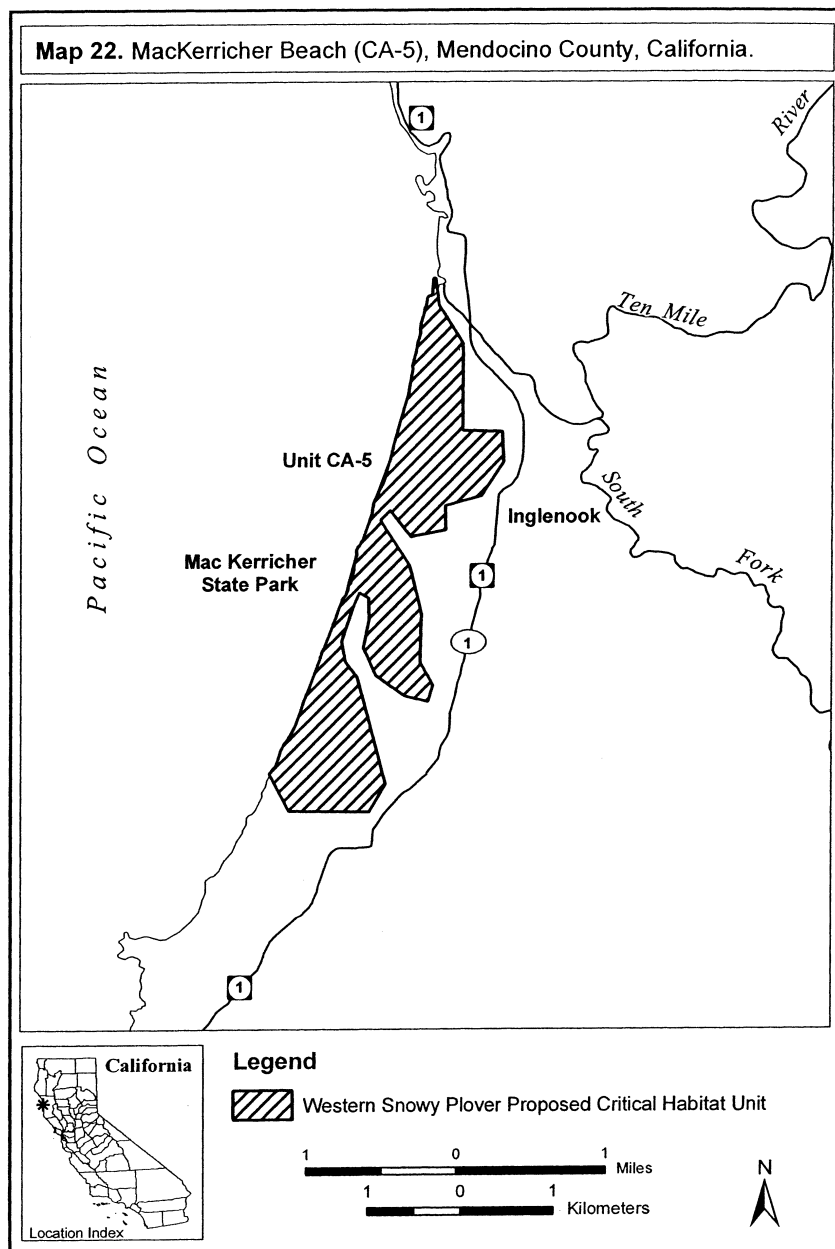 Map 22. MacKerricher Beach (CA-5), Mendocino County, California.
1
River
Ten Mile
Pacific Ocean
Unit CA-5
South
Inglenook
Fork
Mac Kerricher
State Park
1
1
1
California
Location Index
Legend
Western Snowy Plover Proposed Critical Habitat Unit
1 0 1
Miles
1 0 1
Kilometers
N